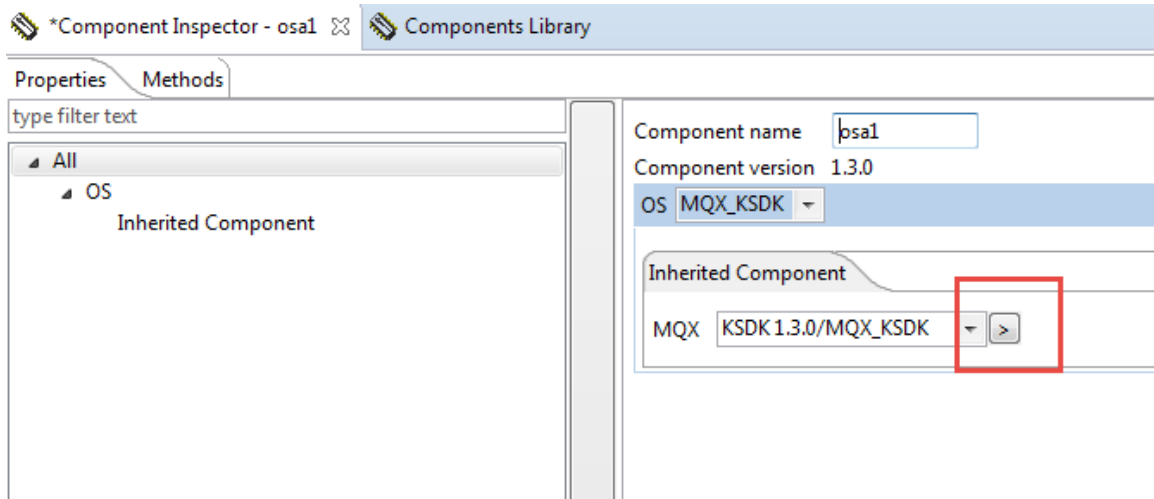 *Component Inspector - osa1 Components Library
Properties Methods
type filter text
All
OS
Inherited Component
Component name osa1
Component version 1.3.0
OS MQX_KSDK
Inherited Component
MQX KSDK 1.3.0/MQX_KSDK >